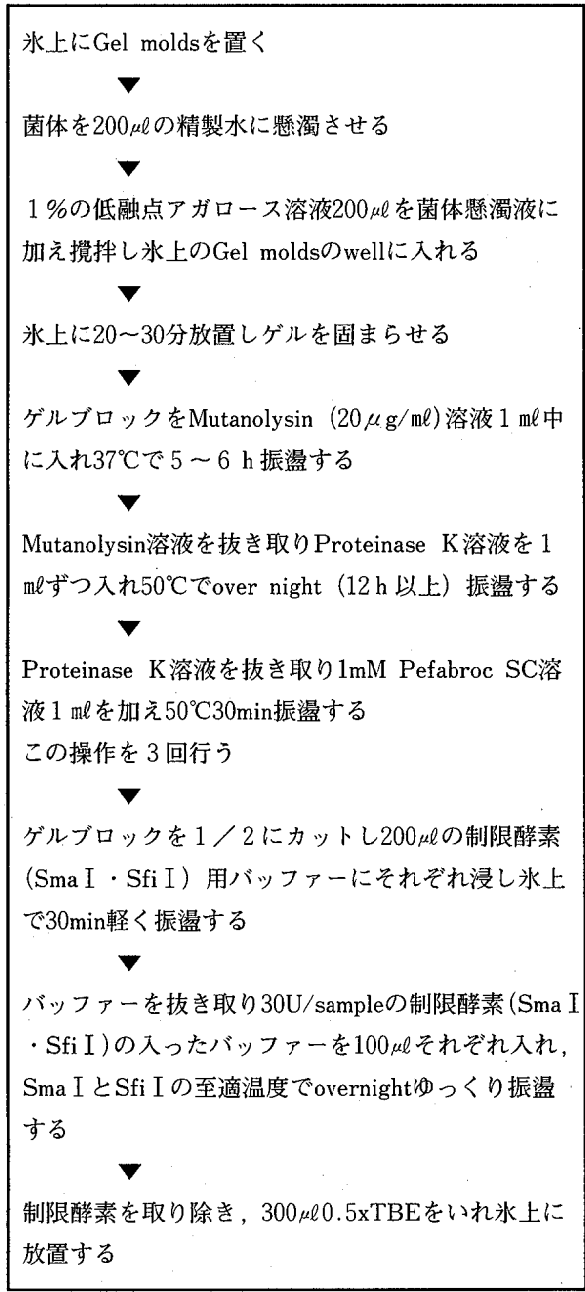 氷上にGel moldsを置く
▼
菌体を200μℓの精製水に懸濁させる
▼
1%の低融点アガロース溶液200μℓを菌体懸濁液に
加え攪拌し氷上のGel moldsのwellに入れる
▼
氷上に20〜30分放置しゲルを固まらせる
▼
ゲルブロックをMutanolysin (20μg/mℓ)溶液1mℓ中
に入れ37℃で5〜6h振盪する
▼
Mutanolysin溶液を抜き取りProteinase K溶液を1
mℓずつ入れ50℃でover night (12h以上) 振盪する
▼
Proteinase K溶液を抜き取り1mM Pefabroc SC溶
液1mℓを加え50℃30min振盪する
この操作を3回行う
▼
ゲルブロックを1/2にカットし200μℓの制限酵素
(SmaⅠ・SfiⅠ) 用バッファーにそれぞれ浸し氷上
で30min軽く振盪する
▼
バッファーを抜き取り30U/sampleの制限酵素(SmaⅠ
・SfiⅠ)の入ったバッファーを100μℓそれぞれ入れ,
SmaⅠとSfiⅠの至適温度でovernightゆっくり振盪
する
▼
制限酵素を取り除き, 300μℓ0.5xTBEをいれ氷上に
放置する